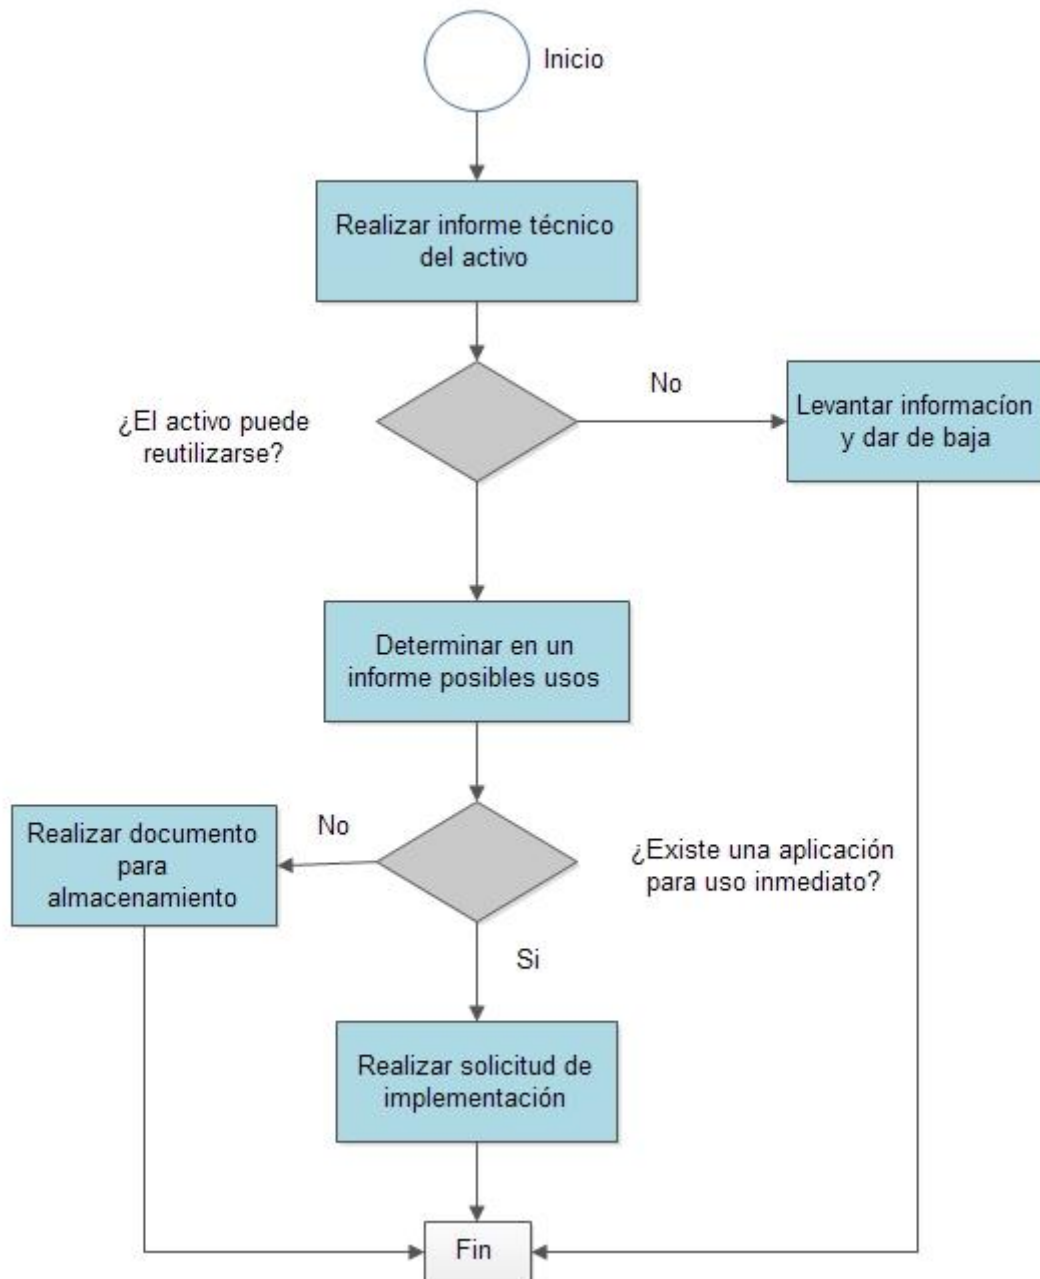 Inicio
Realizar informe técnico
del activo
No
¿El activo puede
reutilizarse?
Levantar informacíon
y dar de baja
Determinar en un
informe posibles usos
No
Realizar documento
para
almacenamiento
¿Existe una aplicación
para uso inmediato?
Si
Realizar solicitud de
implementación
Fin